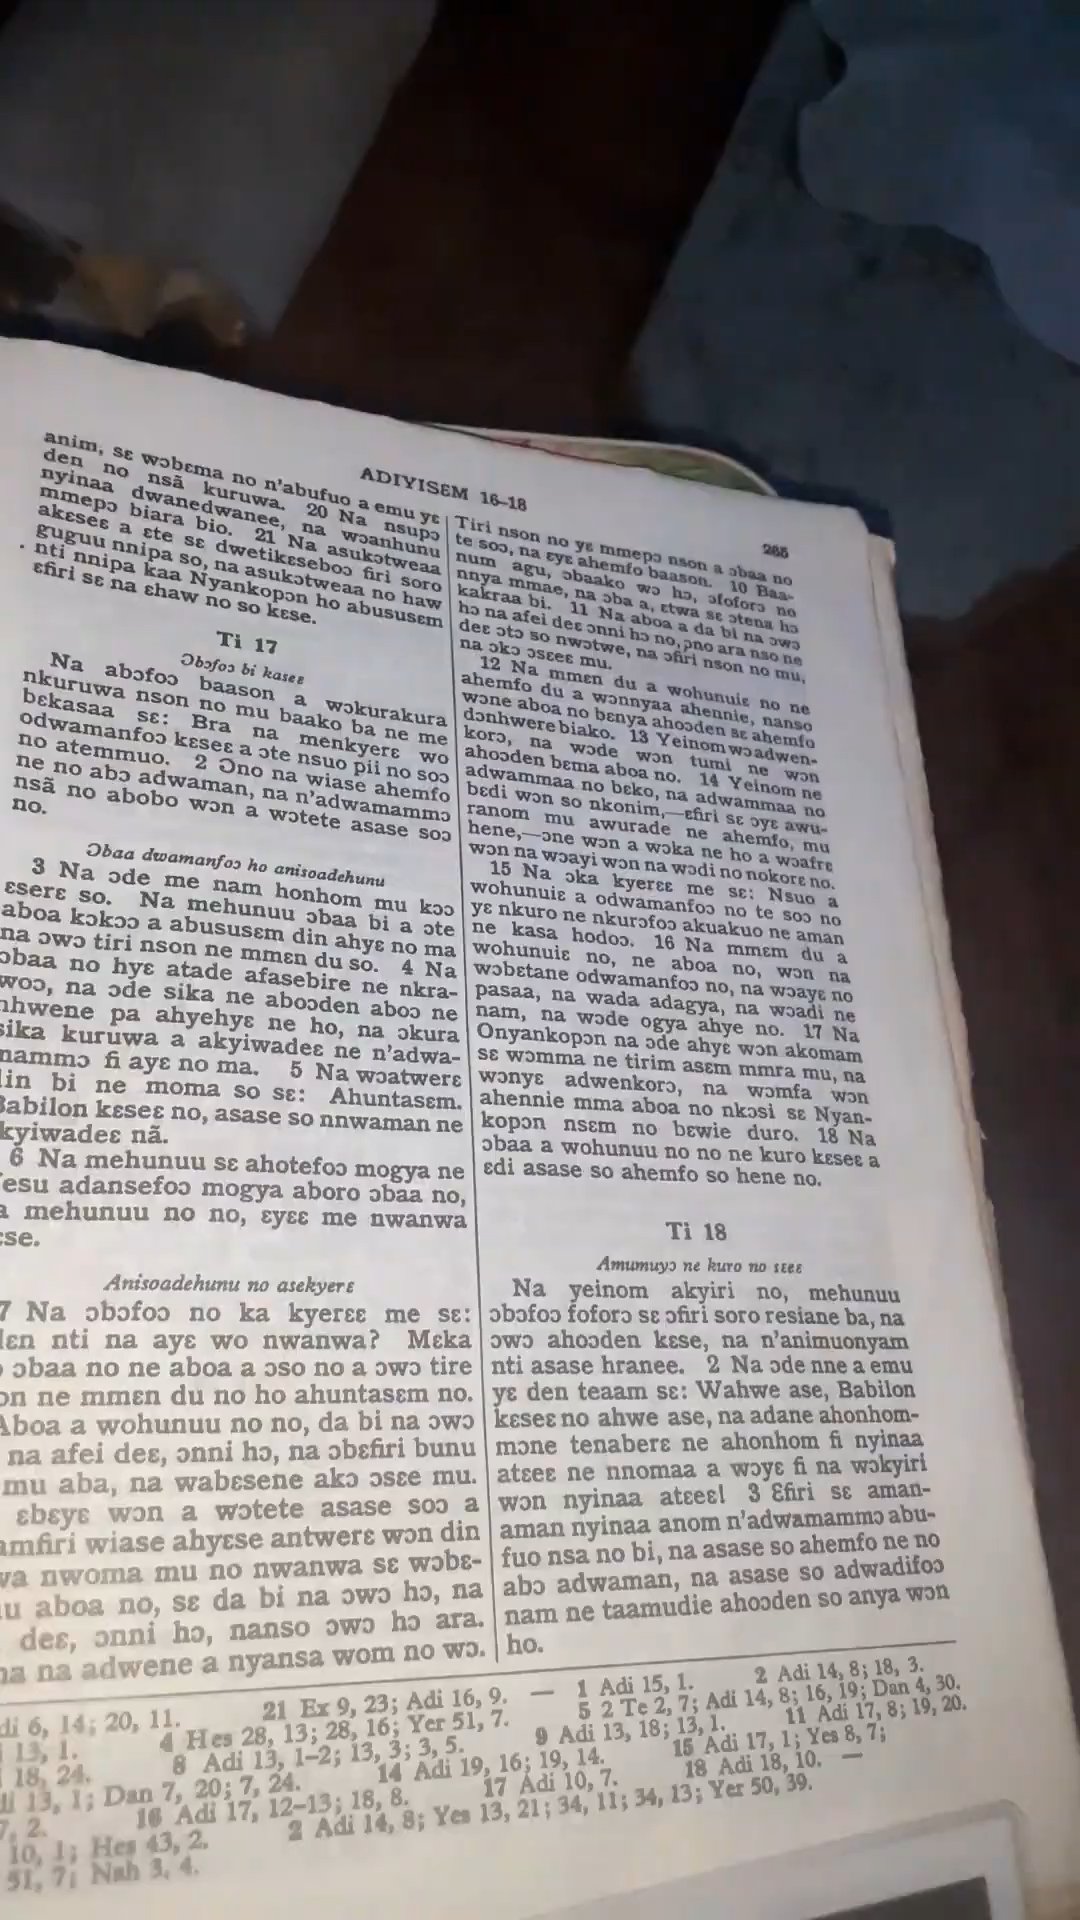 ADIYISƐM 16–18
265
anim, sɛ wɔbɛma no n'abufuo a emu yɛ
den no nsã kuruwa. 20 Na nsupɔ
nyinaa dwanedwanee, na wɔanhunu
mmepɔ biara bio. 21 Na asukɔtweaa
akɛseɛ a ɛte sɛ dwetikɛseboɔ firi soro
guguu nnipa so, na asukɔtweaa no haw
nti nnipa kaa Nyankopɔn ho abususɛm
ɛfiri sɛ na ɛhaw no so kɛse.
Ti 17
Ɔbɔfoɔ bi kaseɛ
Na abɔfoɔ baason a wɔkurakura
nkuruwa nson no mu baako ba ne me
bɛkasaa sɛ: Bra na menkyerɛ wo
odwamanfoɔ kɛseɛ a ɔte nsuo pii no soɔ
no atemmuo. 2 Ɔno na wiase ahemfo
ne no abɔ adwaman, na n'adwamammɔ
nsã no abobo wɔn a wɔtete asase soɔ
no.
Ɔbaa dwamanfoɔ ho anisoadehunu
3 Na ɔde me nam honhom mu kɔɔ
ɛserɛ so. Na mehunuu ɔbaa bi a ɔte
aboa kɔkɔɔ a abususɛm din ahyɛ no ma
na ɔwɔ tiri nson ne mmɛn du so. 4 Na
ɔbaa no hyɛ atade afasebire ne nkra-
woɔ, na ɔde sika ne abɔɔden aboɔ ne
nhwene pa ahyehyɛ ne ho, na ɔkura
sika kuruwa a akyiwadeɛ ne n'adwa-
mammɔ fi ayɛ no ma. 5 Na wɔatwerɛ
din bi ne moma so sɛ: Ahuntasɛm.
Babilon kɛseɛ no, asase so nnwaman ne
akyiwadeɛ nã.
6 Na mehunuu sɛ ahotefoɔ mogya ne
Yesu adansefoɔ mogya aboro ɔbaa no,
na mehunuu no no, ɛyɛɛ me nwanwa
Anisoadehunu no asekyerɛ
7 Na ɔbɔfoɔ no ka kyerɛɛ me sɛ:
dɛn nti na ayɛ wo nwanwa? Mɛka
ɔbaa no ne aboa a ɔso no a ɔwɔ tire
ne mmɛn du no ho ahuntasɛm no.
Aboa a wohunuu no no, da bi na ɔwɔ
na afei deɛ, ɔnni hɔ, na ɔbɛfiri bunu
mu aba, na wabɛsene akɔ ɔsɛe mu.
ɛbɛyɛ wɔn a wɔtete asase soɔ a
amfiri wiase ahyɛse antwerɛ wɔn din
nwoma mu no nwanwa sɛ wɔbɛ-
aboa no, sɛ da bi na ɔwɔ hɔ, na
deɛ, ɔnni hɔ, nanso ɔwɔ hɔ ara.
na adwene a nyansa wom no wɔ.
Tiri nson no yɛ mmepɔ nson a ɔbaa no
te soɔ, na ɛyɛ ahemfo baason. 10 Baa-
num agu, ɔbaako wɔ hɔ, ɔfoforɔ no
nnya mmae, na ɔba a, ɛtwa sɛ ɔtena hɔ
kakraa bi. 11 Na aboa a da bi na ɔwɔ
hɔ na afei deɛ ɔnni hɔ no, ɔno ara nso ne
deɛ ɔtɔ so nwɔtwe, na ɔfiri nson no mu,
na ɔkɔ ɔsɛeɛ mu.
12 Na mmɛn du a wohunuiɛ no ne
ahemfo du a wɔnnyaa ahennie, nanso
wɔne aboa no bɛnya ahoɔden sɛ ahemfo
dɔnhwere biako. 13 Yeinom wɔadwen-
korɔ, na wɔde wɔn tumi ne wɔn
ahoɔden bɛma aboa no. 14 Yeinom ne
adwammaa no bɛko, na adwammaa no
bɛdi wɔn so nkonim,—ɛfiri sɛ ɔyɛ awu-
ranom mu awurade ne ahemfo, mu
hene,—ɔne wɔn a wɔka ne ho a wɔafrɛ
wɔn na wɔayi wɔn na wɔdi no nokorɛ no.
15 Na ɔka kyerɛɛ me sɛ: Nsuo a
wohunuiɛ a odwamanfoɔ no te soɔ no
yɛ nkuro ne nkurɔfoɔ akuakuo ne aman
ne kasa hodoɔ. 16 Na mmɛm du a
wohunuiɛ no, ne aboa no, wɔn na
wɔbɛtane odwamanfoɔ no, na wɔayɛ no
pasaa, na wada adagya, na wɔadi ne
nam, na wɔde ogya ahye no. 17 Na
Onyankopɔn na ɔde ahyɛ wɔn akomam
sɛ wɔmma ne tirim asɛm mmra mu, na
wɔnyɛ adwenkorɔ, na wɔmfa wɔn
ahennie mma aboa no nkɔsi sɛ Nyan-
kopɔn nsɛm no bɛwie duro. 18 Na
ɔbaa a wohunuu no no ne kuro kɛseɛ a
ɛdi asase so ahemfo so hene no.
Ti 18
Amumuyɔ ne kuro no sɛeɛ
Na yeinom akyiri no, mehunuu
ɔbɔfoɔ foforɔ sɛ ɔfiri soro resiane ba, na
ɔwɔ ahoɔden kɛse, na n'animuonyam
nti asase hranee. 2 Na ɔde nne a emu
yɛ den teaam sɛ: Wahwe ase, Babilon
kɛseɛ no ahwe ase, na adane ahonhom-
mɔne tenaberɛ ne ahonhom fi nyinaa
atɛeɛ ne nnomaa a wɔyɛ fi na wɔkyiri
wɔn nyinaa atɛeɛ! 3 Ɛfiri sɛ aman-
aman nyinaa anom n'adwamammɔ abu-
fuo nsa no bi, na asase so ahemfo ne no
abɔ adwaman, na asase so adwadifoɔ
nam ne taamudie ahoɔden so anya wɔn
ho.
6, 14; 20, 11. 21 Ex 9, 23; Adi 16, 9. — 1 Adi 15, 1. 2 Adi 14, 8; 18, 3.
13, 1. 4 Hes 28, 13; 28, 16; Yer 51, 7. 5 2 Te 2, 7; Adi 14, 8; 16, 19; Dan 4, 30.
18, 24. 8 Adi 13, 1–2; 13, 3; 3, 5. 9 Adi 13, 18; 13, 1. 11 Adi 17, 8; 19, 20.
13, 1; Dan 7, 20; 7, 24. 14 Adi 19, 16; 19, 14. 15 Adi 17, 1; Yes 8, 7;
16 Adi 17, 12–13; 18, 8. 17 Adi 10, 7. 18 Adi 18, 10. —
10, 1; Hes 43, 2. 2 Adi 14, 8; Yes 13, 21; 34, 11; 34, 13; Yer 50, 39.
51, 7; Nah 3, 4.